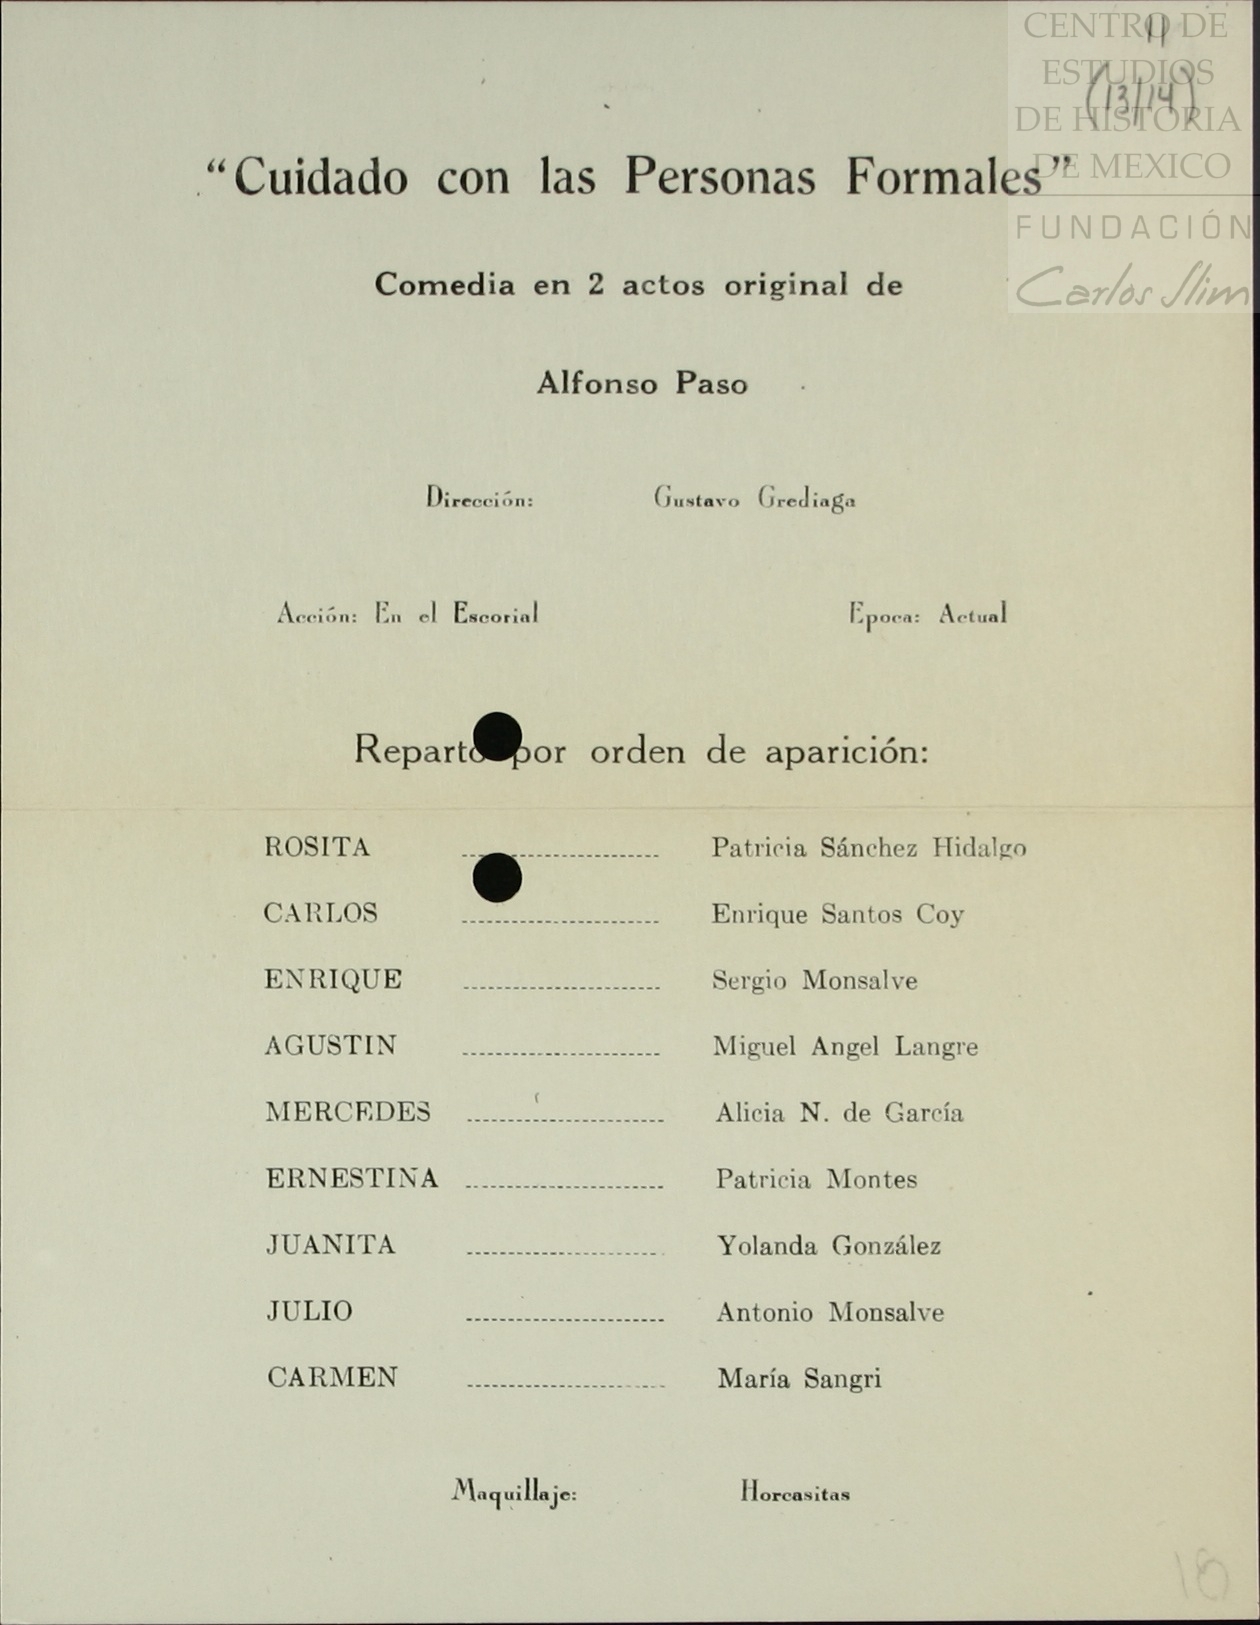 CENTRO DE
ESTUDIOS
DE HISTORIA
DE MEXICO
FUNDACIÓN
Carlos Slim
11
(13/14)
“Cuidado con las Personas Formales”
Comedia en 2 actos original de
Alfonso Paso
Dirección: Gustavo Grediaga
Acción: En el Escorial Epoca: Actual
Reparto por orden de aparición:
ROSITA Patricia Sánchez Hidalgo
CARLOS Enrique Santos Coy
ENRIQUE Sergio Monsalve
AGUSTIN Miguel Angel Langre
MERCEDES Alicia N. de García
ERNESTINA Patricia Montes
JUANITA Yolanda González
JULIO Antonio Monsalve
CARMEN María Sangri
Maquillaje: Horcasitas